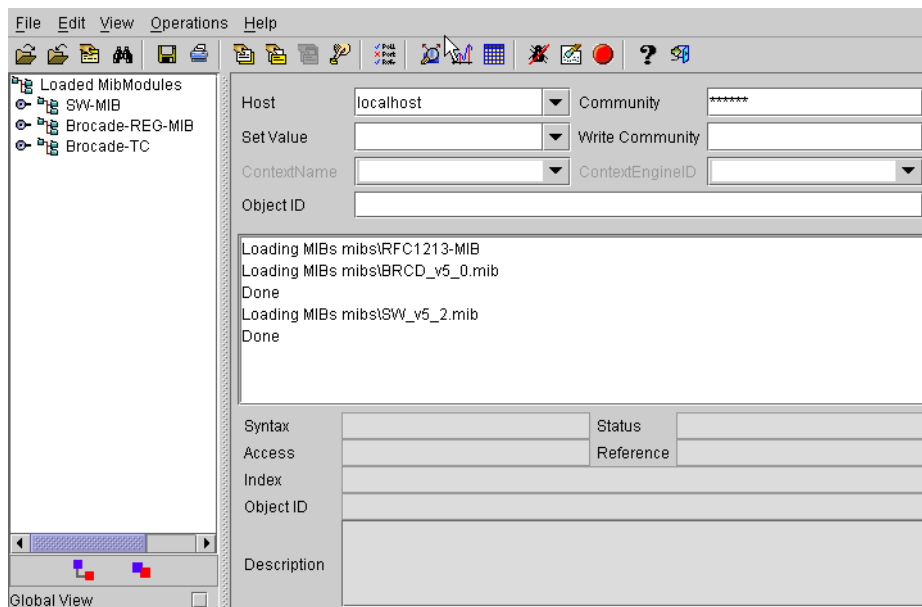 File Edit View Operations Help
Poll
Port
Loaded MibModules
SW-MIB
Brocade-REG-MIB
Brocade-TC
Host localhost Community ******
Set Value Write Community
ContextName ContextEngineID
Object ID
Loading MIBs mibs\RFC1213-MIB
Loading MIBs mibs\BRCD_v5_0.mib
Done
Loading MIBs mibs\SW_v5_2.mib
Done
Syntax Status
Access Reference
Index
Object ID
Description
Global View